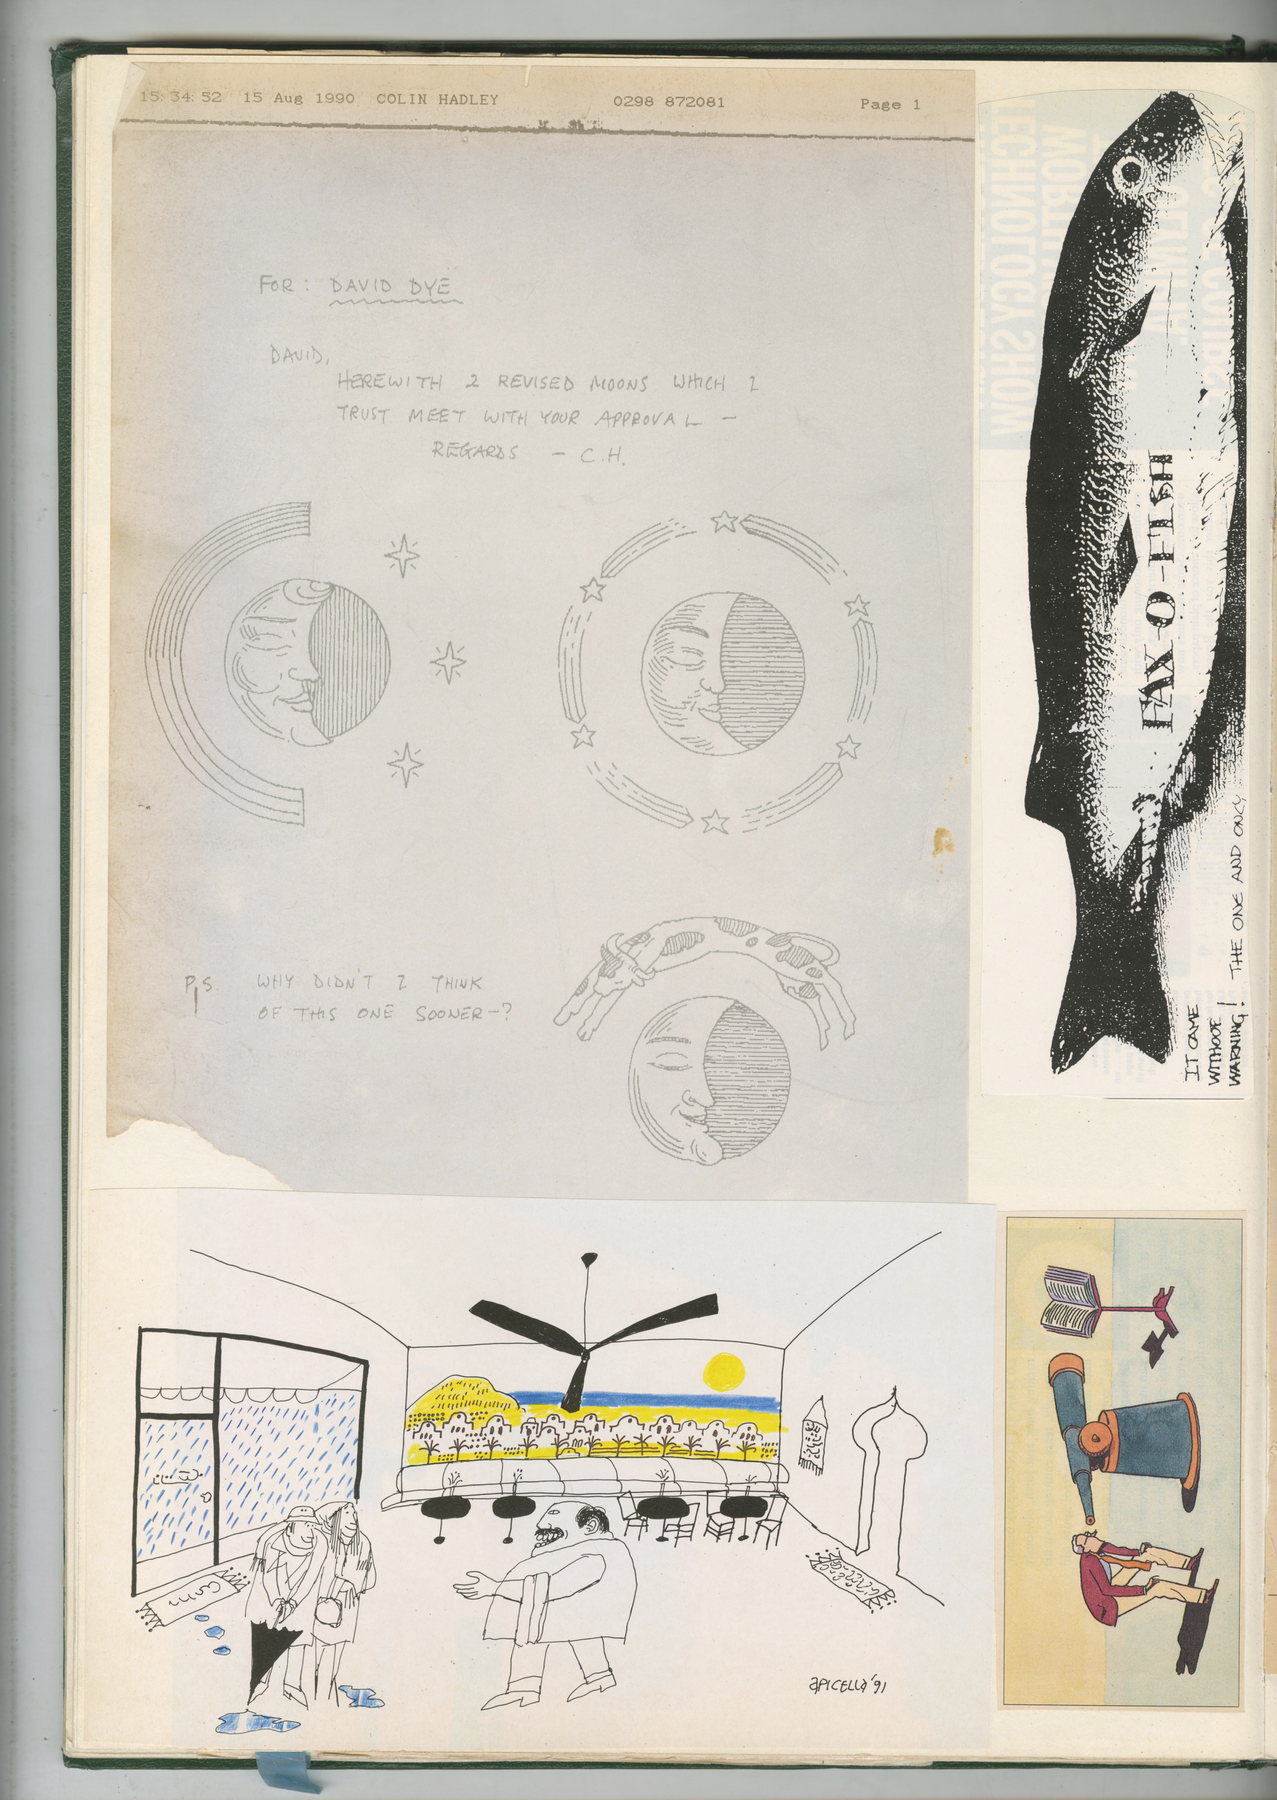 15:34:52 15 Aug 1990 COLIN HADLEY 0298 872081 Page 1
FOR: DAVID DYE
DAVID,
HEREWITH 2 REVISED MOONS WHICH I
TRUST MEET WITH YOUR APPROVAL —
REGARDS — C.H.
P.S. WHY DIDN'T I THINK
OF THIS ONE SOONER—?
FAX-O-FISH
IT CAME
WITHOUT
WARNING!
THE ONE AND ONLY
TECHNOLOGY SHOW
apicella '91